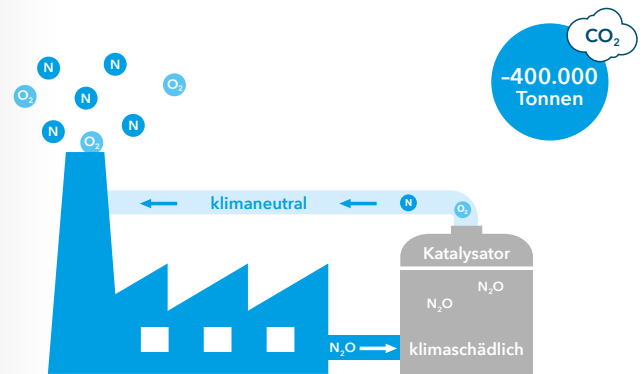 CO₂
–400.000
Tonnen
N
N
O₂
N
O₂
N
N
O₂
klimaneutral
N
O₂
Katalysator
N₂O
N₂O
N₂O
klimaschädlich